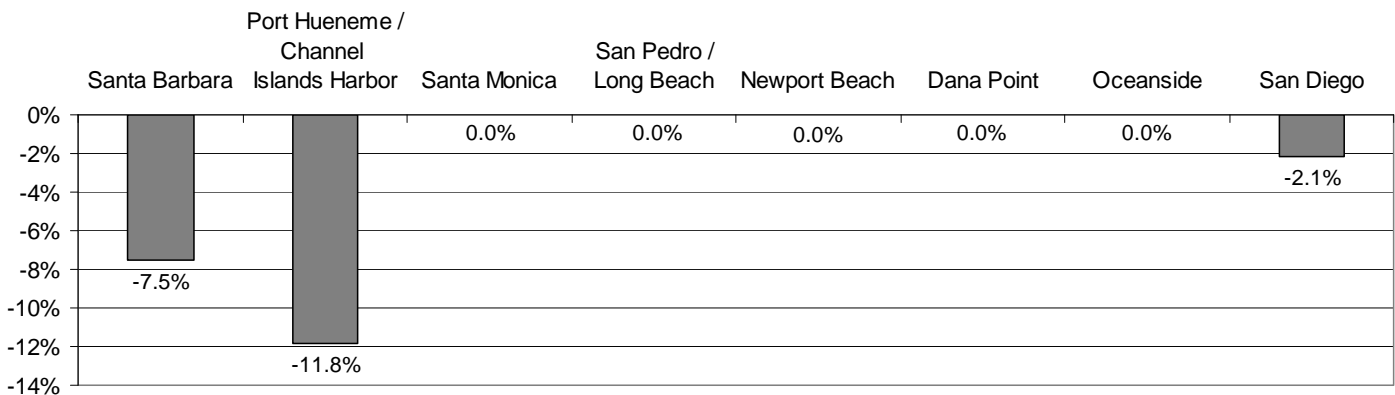 Port Hueneme /
Channel
Islands Harbor
Santa Barbara
Santa Monica
San Pedro /
Long Beach
Newport Beach
Dana Point
Oceanside
San Diego
0%
-2%
-4%
-6%
-8%
-10%
-12%
-14%
-7.5%
-11.8%
0.0%
0.0%
0.0%
0.0%
0.0%
-2.1%